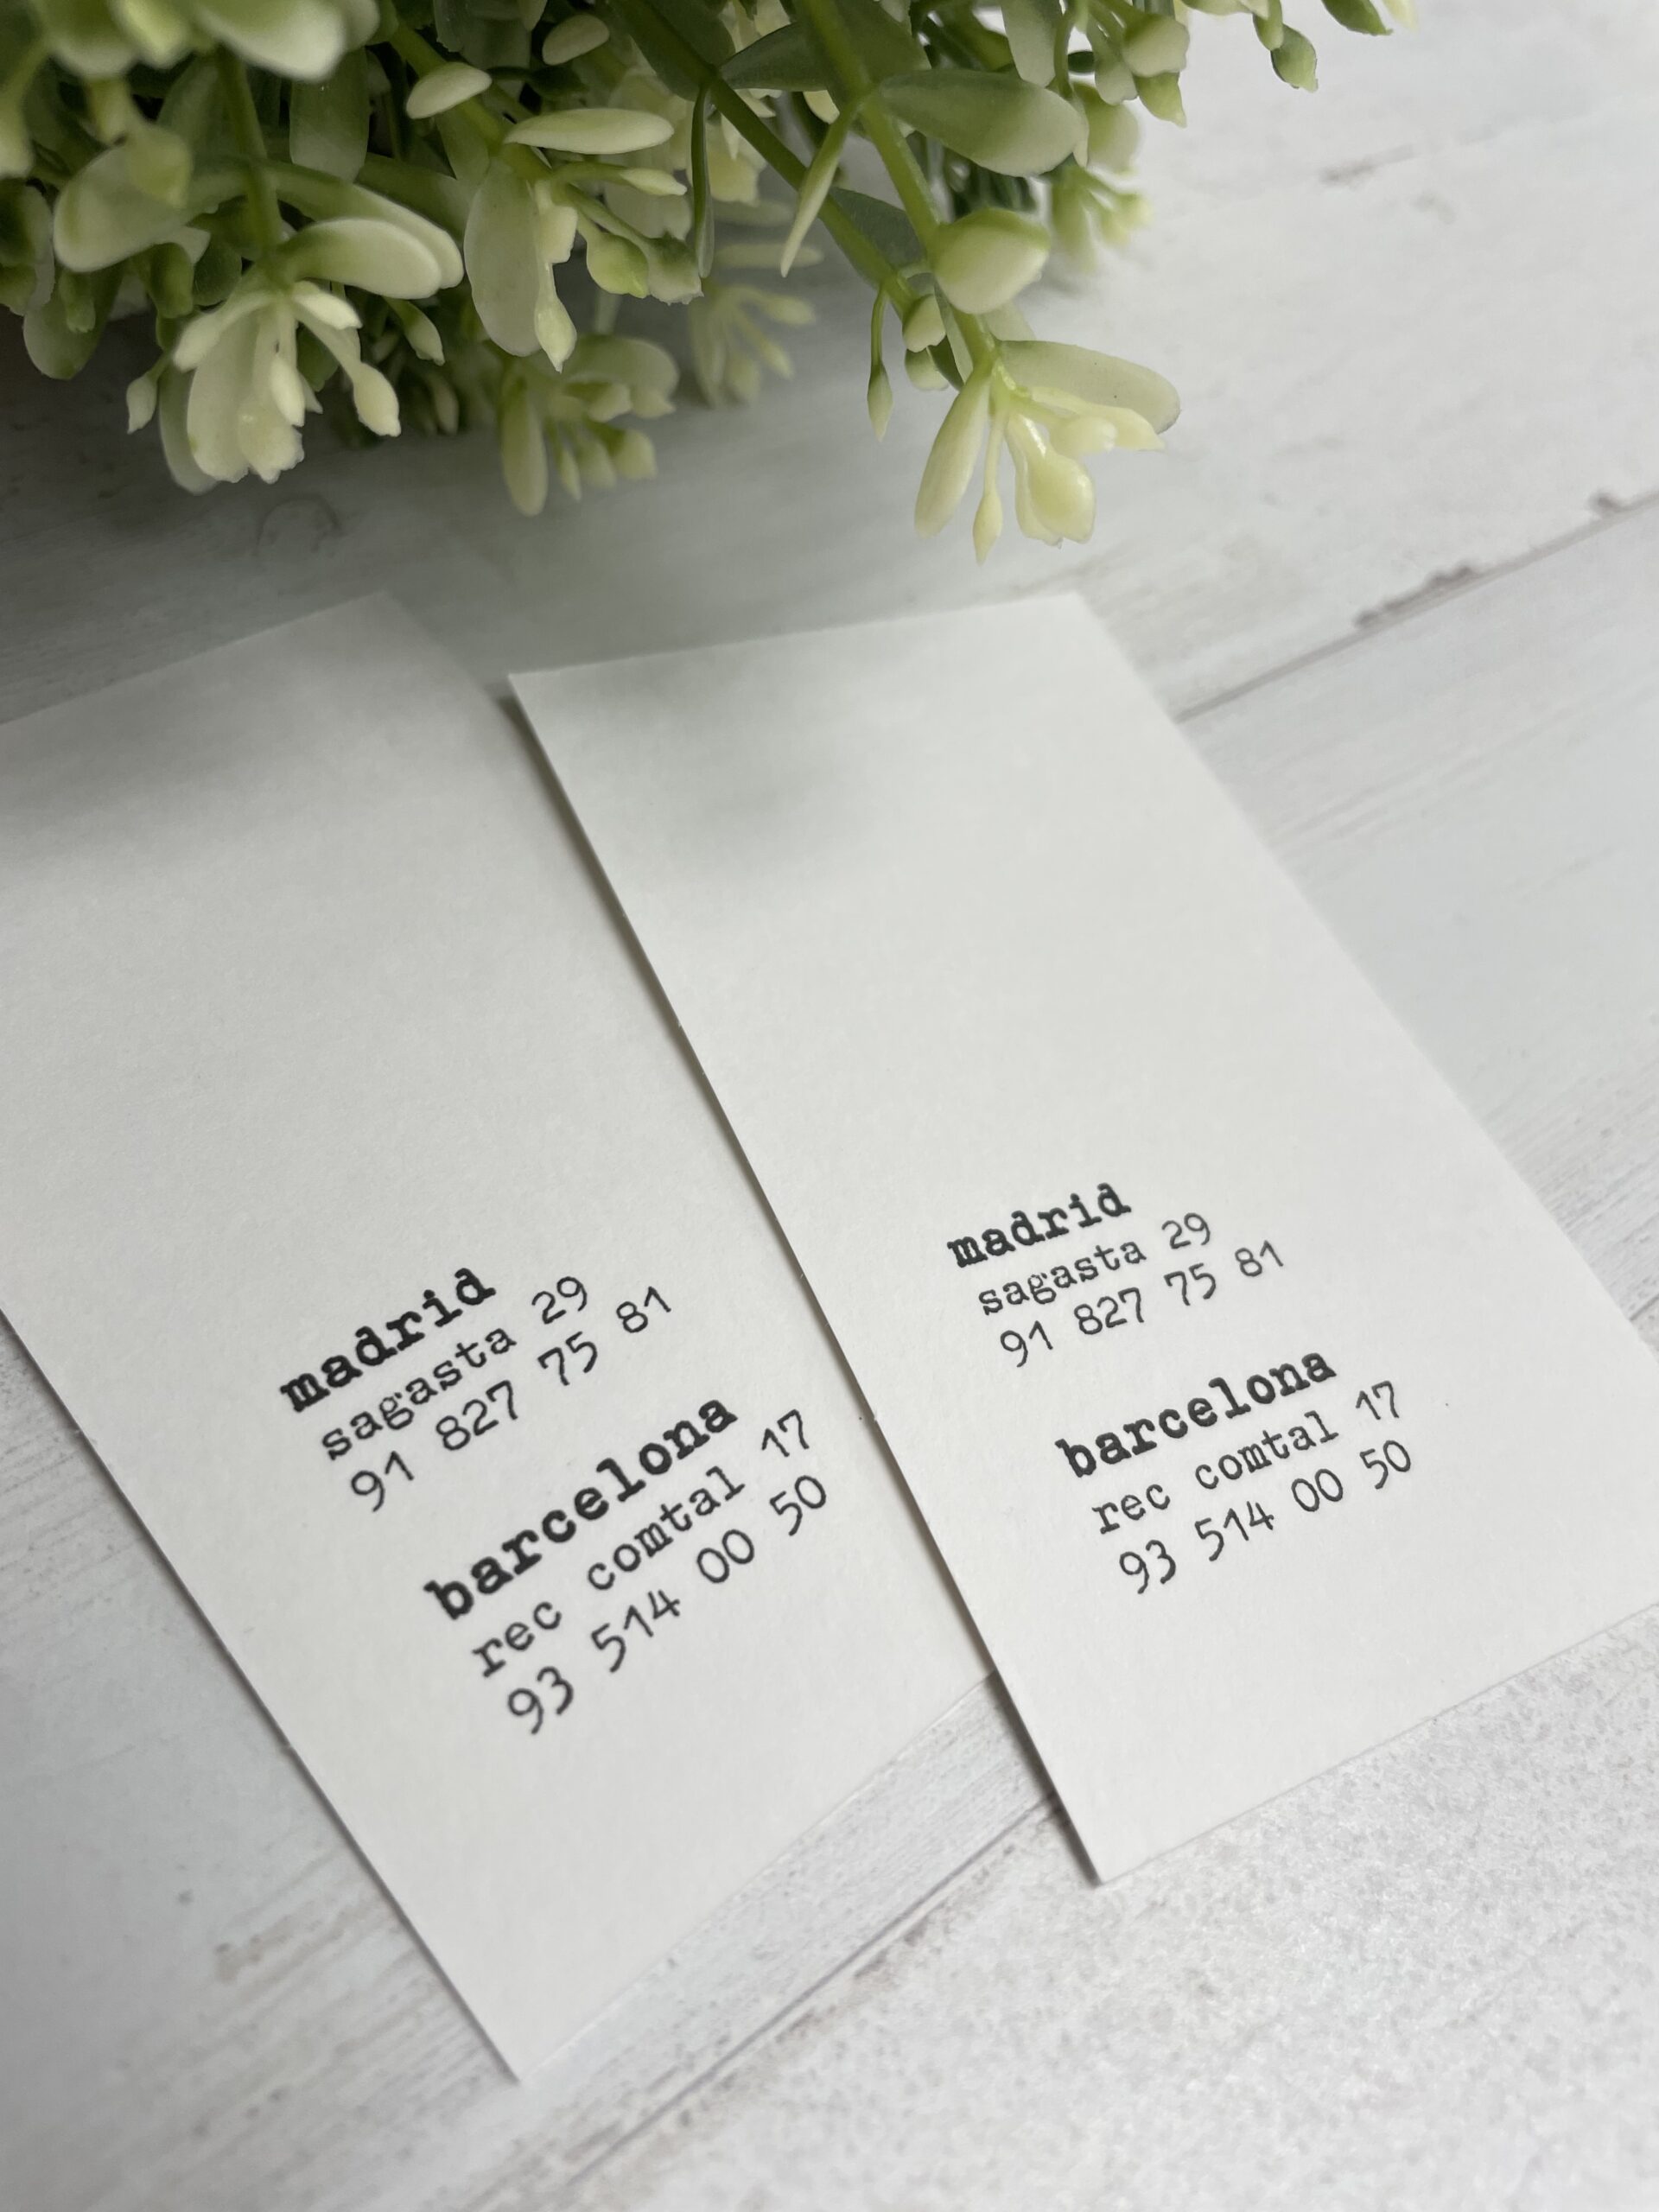 madrid
sagasta 29
91 827 75 81
barcelona
rec comtal 17
93 514 00 50
madrid
sagasta 29
91 827 75 81
barcelona
rec comtal 17
93 514 00 50